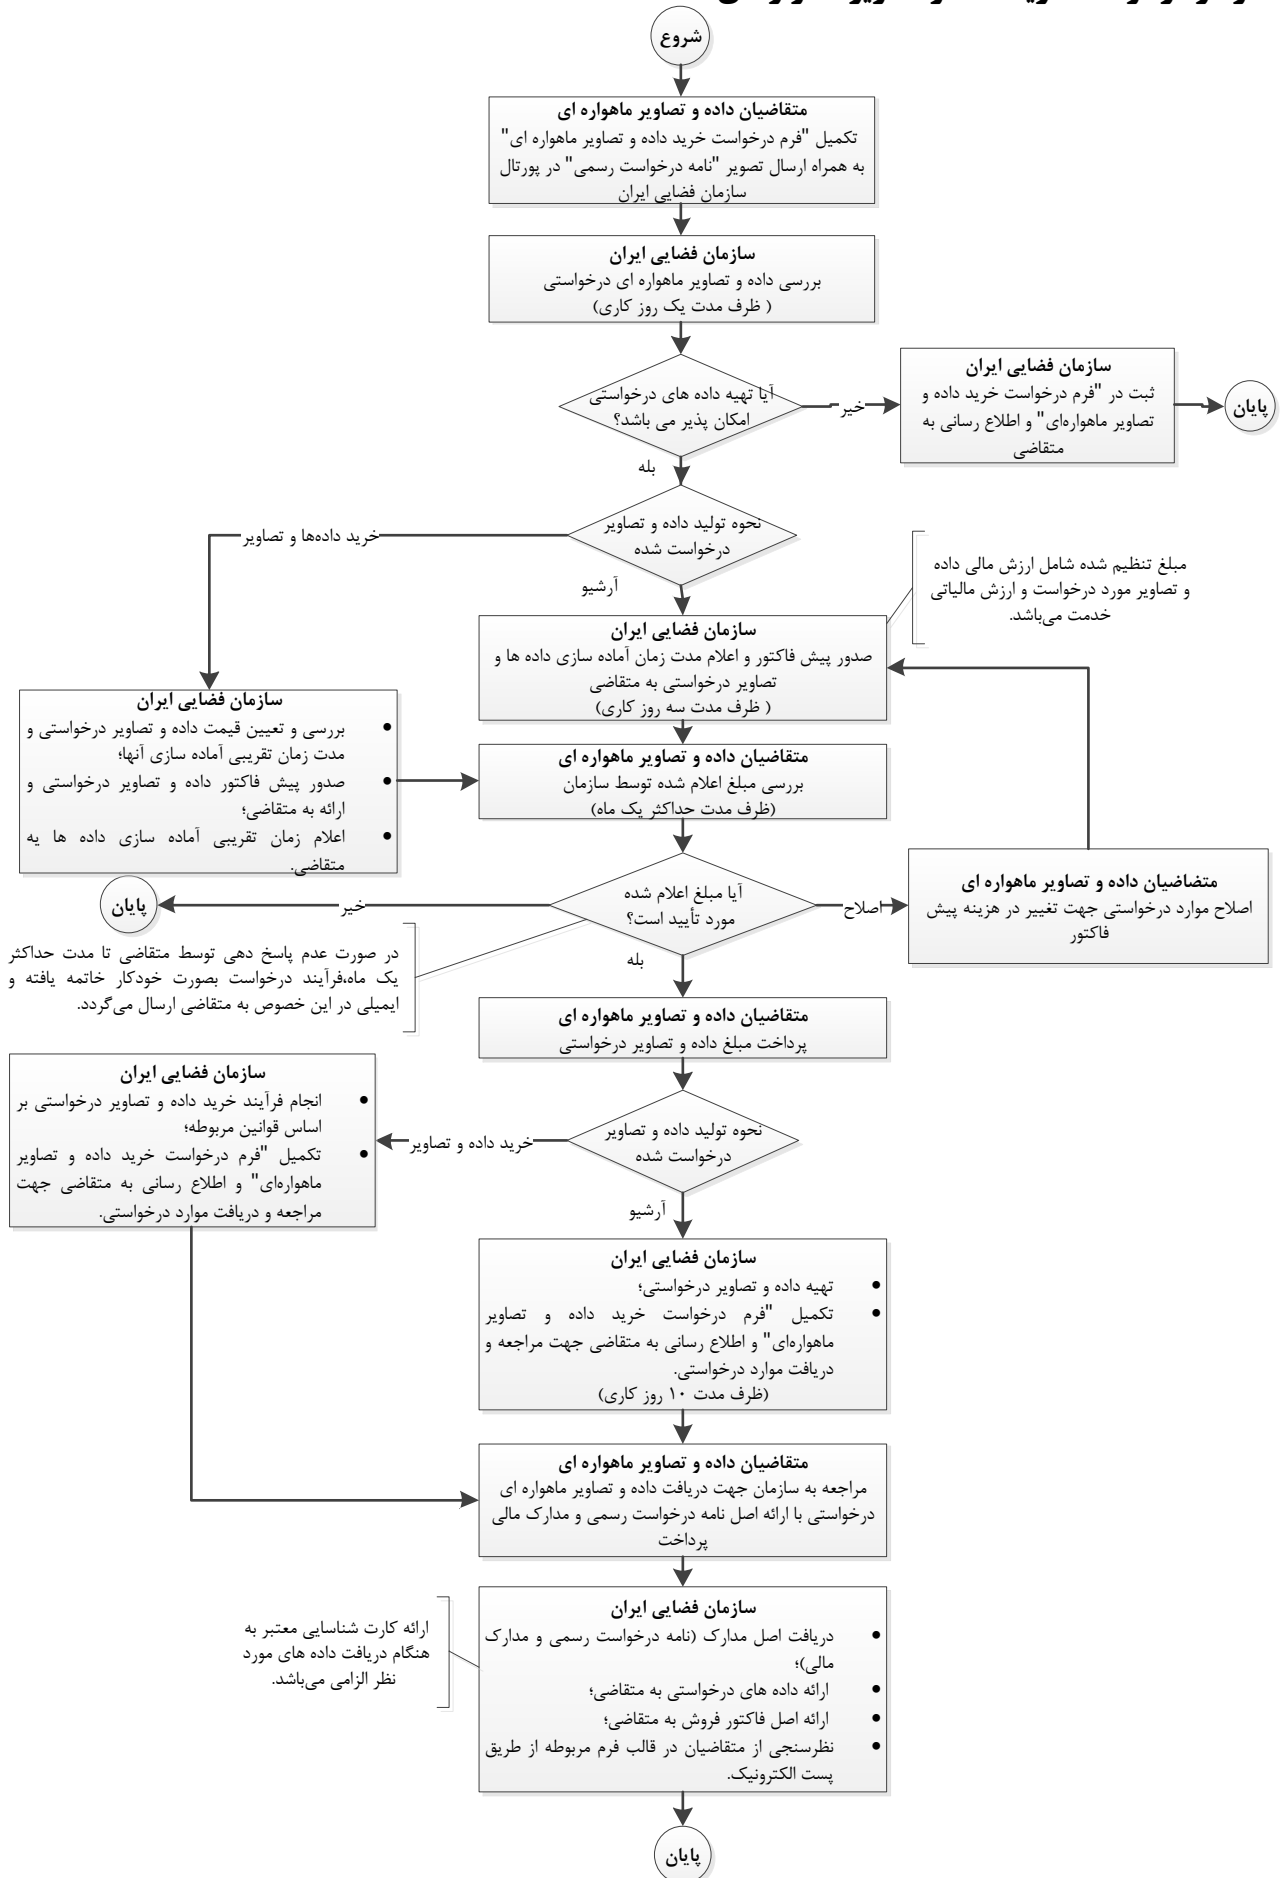 شروع
متقاضیان داده و تصاویر ماهواره ای
تکمیل "فرم درخواست خرید داده و تصاویر ماهواره ای"
به همراه ارسال تصویر "نامه درخواست رسمی" در پورتال
سازمان فضایی ایران
سازمان فضایی ایران
بررسی داده و تصاویر ماهواره ای درخواستی
( ظرف مدت یک روز کاری)
آیا تهیه داده های درخواستی
امکان پذیر می باشد؟
خیر
سازمان فضایی ایران
ثبت در "فرم درخواست خرید داده و
تصاویر ماهواره‌ای" و اطلاع رسانی به
متقاضی
پایان
بله
نحوه تولید داده و تصاویر
درخواست شده
خرید داده‌ها و تصاویر
آرشیو
مبلغ تنظیم شده شامل ارزش مالی داده
و تصاویر مورد درخواست و ارزش مالیاتی
خدمت می‌باشد.
سازمان فضایی ایران
صدور پیش فاکتور و اعلام مدت زمان آماده سازی داده ها و
تصاویر درخواستی به متقاضی
( ظرف مدت سه روز کاری)
سازمان فضایی ایران
• بررسی و تعیین قیمت داده و تصاویر درخواستی و
مدت زمان تقریبی آماده سازی آنها؛
• صدور پیش فاکتور داده و تصاویر درخواستی و
ارائه به متقاضی؛
• اعلام زمان تقریبی آماده سازی داده ها یه
متقاضی.
متقاضیان داده و تصاویر ماهواره ای
بررسی مبلغ اعلام شده توسط سازمان
(ظرف مدت حداکثر یک ماه)
آیا مبلغ اعلام شده
مورد تأیید است؟
اصلاح
متضاضیان داده و تصاویر ماهواره ای
اصلاح موارد درخواستی جهت تغییر در هزینه پیش
فاکتور
خیر
پایان
در صورت عدم پاسخ دهی توسط متقاضی تا مدت حداکثر
یک ماه،فرآیند درخواست بصورت خودکار خاتمه یافته و
ایمیلی در این خصوص به متقاضی ارسال می‌گردد.
بله
متقاضیان داده و تصاویر ماهواره ای
پرداخت مبلغ داده و تصاویر درخواستی
نحوه تولید داده و تصاویر
درخواست شده
خرید داده و تصاویر
سازمان فضایی ایران
• انجام فرآیند خرید داده و تصاویر درخواستی بر
اساس قوانین مربوطه؛
• تکمیل "فرم درخواست خرید داده و تصاویر
ماهواره‌ای" و اطلاع رسانی به متقاضی جهت
مراجعه و دریافت موارد درخواستی.
آرشیو
سازمان فضایی ایران
• تهیه داده و تصاویر درخواستی؛
• تکمیل "فرم درخواست خرید داده و تصاویر
ماهواره‌ای" و اطلاع رسانی به متقاضی جهت مراجعه و
دریافت موارد درخواستی.
(ظرف مدت ۱۰ روز کاری)
متقاضیان داده و تصاویر ماهواره ای
مراجعه به سازمان جهت دریافت داده و تصاویر ماهواره ای
درخواستی با ارائه اصل نامه درخواست رسمی و مدارک مالی
پرداخت
سازمان فضایی ایران
• دریافت اصل مدارک (نامه درخواست رسمی و مدارک
مالی)؛
• ارائه داده های درخواستی به متقاضی؛
• ارائه اصل فاکتور فروش به متقاضی؛
• نظرسنجی از متقاضیان در قالب فرم مربوطه از طریق
پست الکترونیک.
ارائه کارت شناسایی معتبر به
هنگام دریافت داده های مورد
نظر الزامی می‌باشد.
پایان